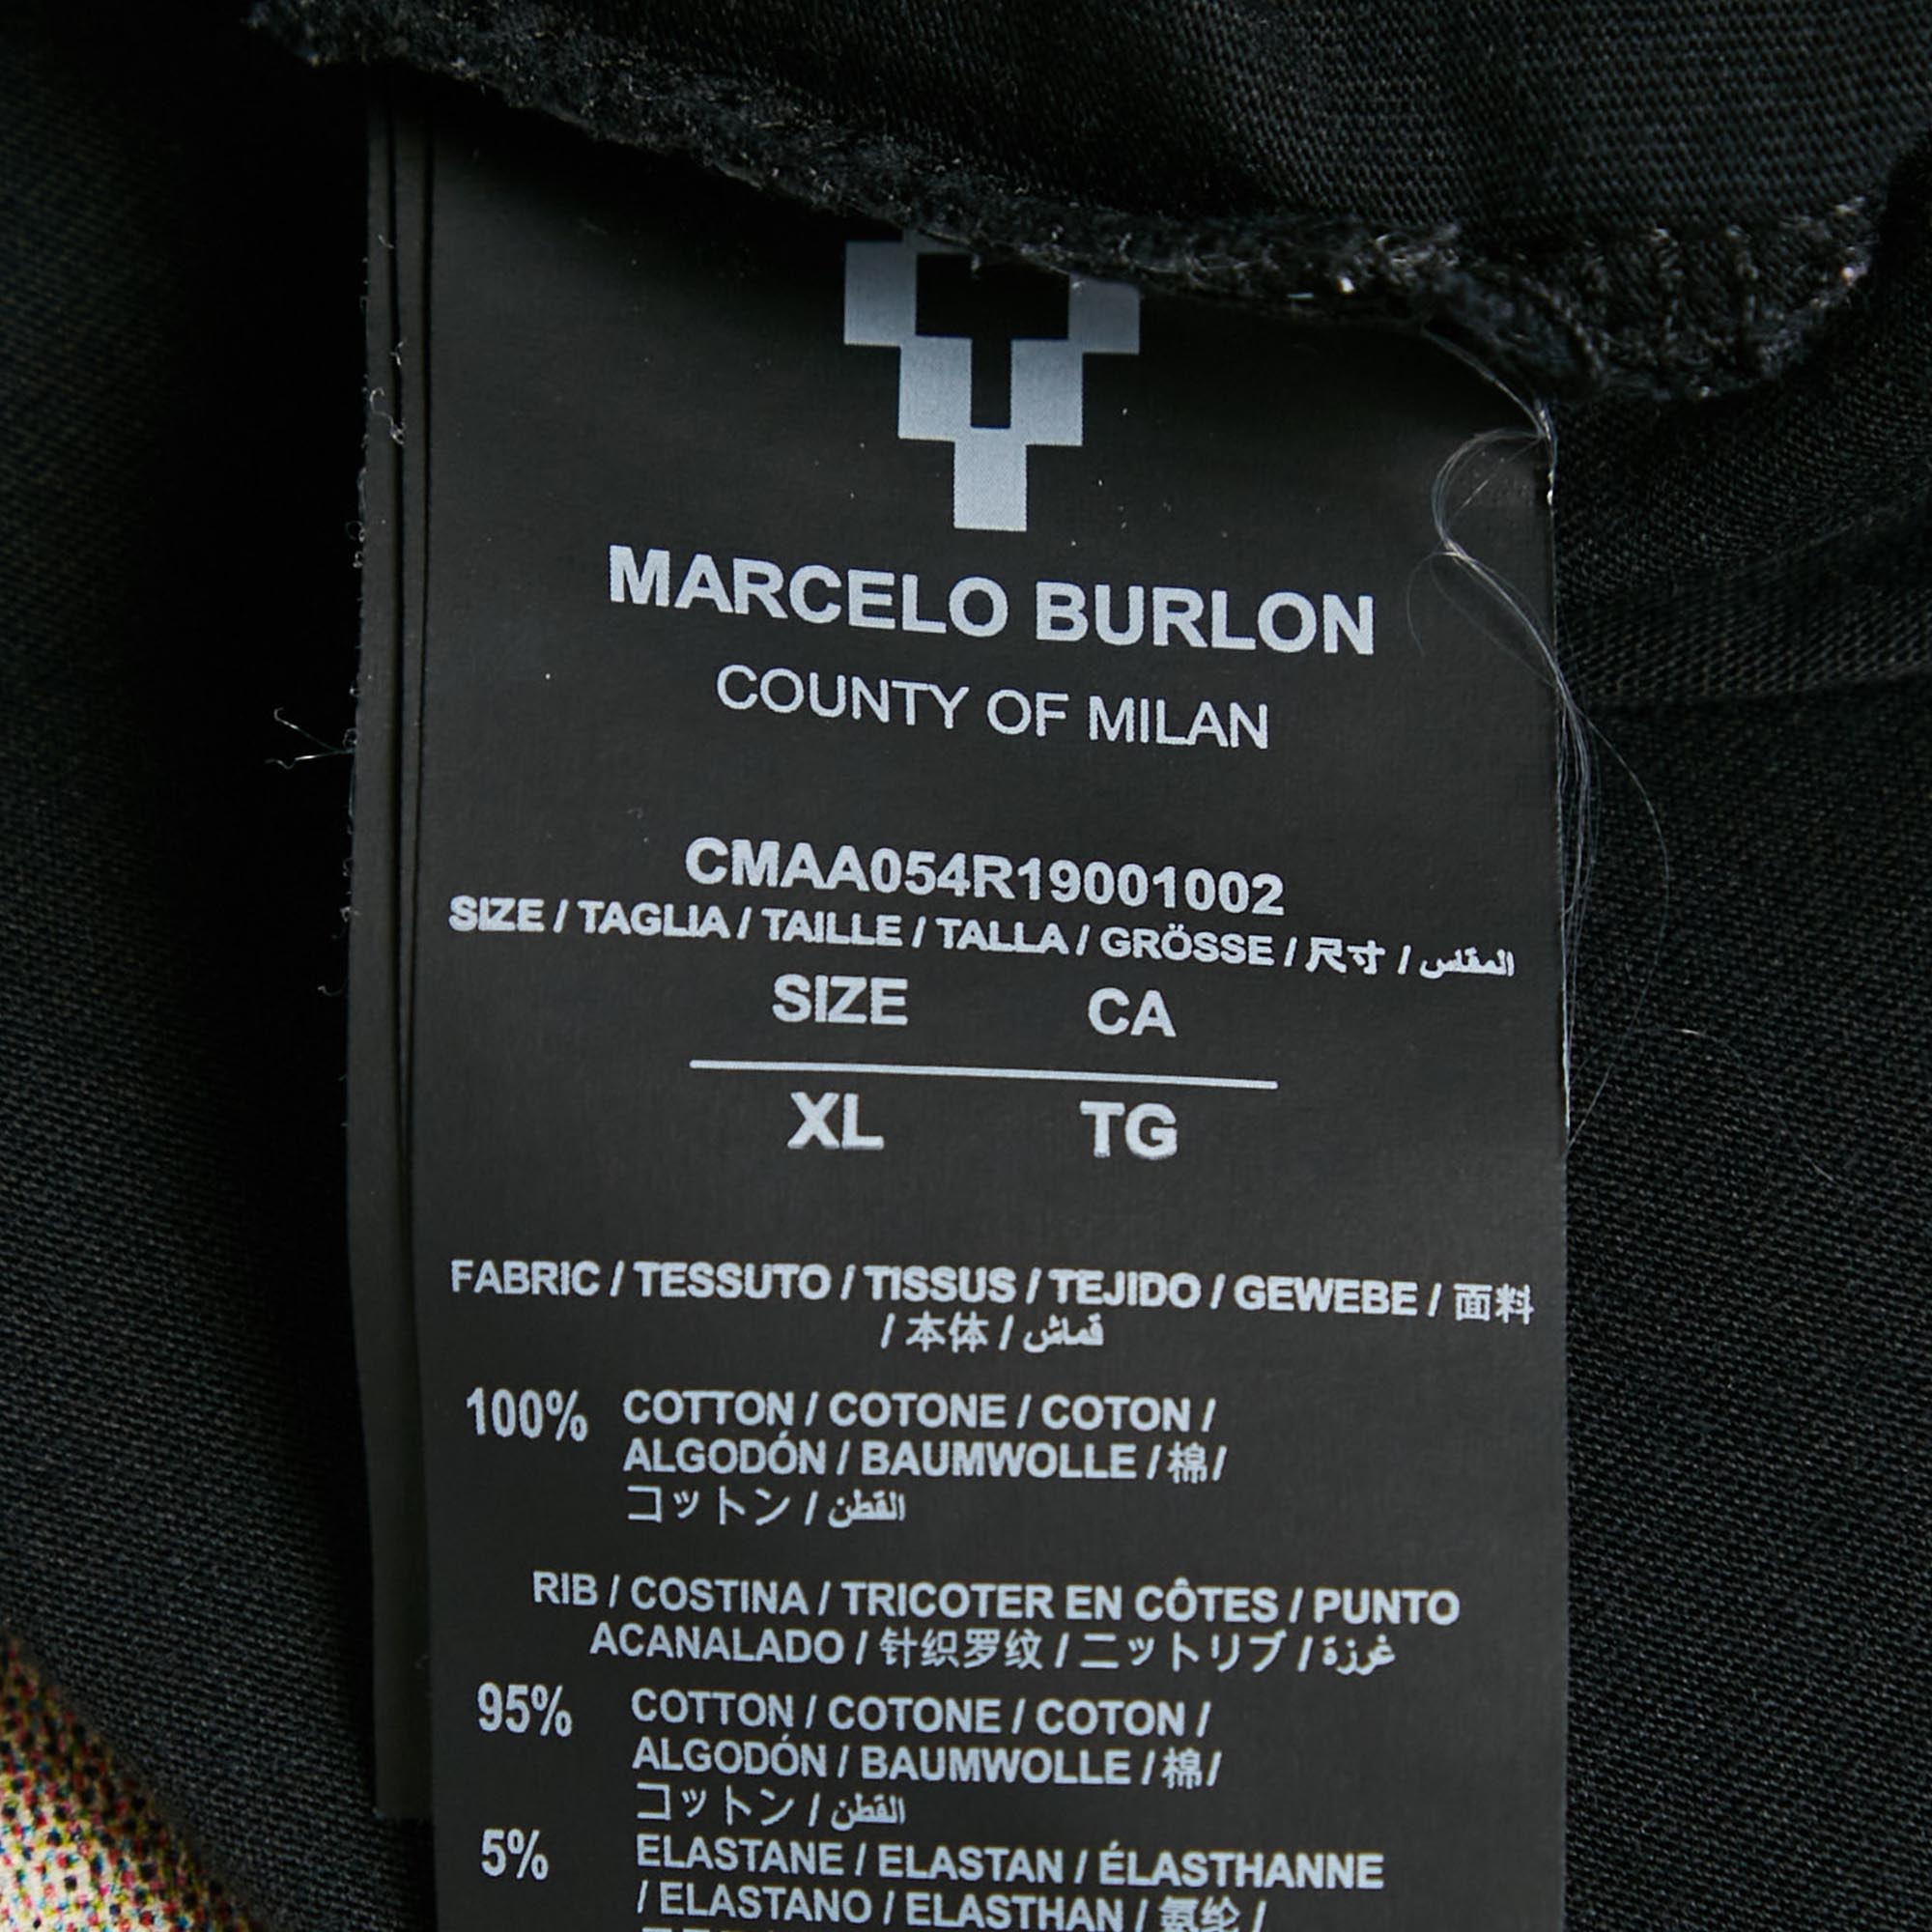 MARCELO BURLON
COUNTY OF MILAN
CMAA054R19001002
SIZE / TAGLIA / TAILLE / TALLA / GRÖSSE / 尺寸 / المقلس
SIZE CA
XL TG
FABRIC / TESSUTO / TISSUS / TEJIDO / GEWEBE / 面料
/ 本体 / قماش
100% COTTON / COTONE / COTON /
ALGODÓN / BAUMWOLLE / 棉/
コットン / القطن
RIB / COSTINA / TRICOTER EN CÔTES / PUNTO
ACANALADO / 针织罗纹 / ニットリブ / غرزة
95% COTTON / COTONE / COTON /
ALGODÓN / BAUMWOLLE / 棉/
コットン / القطن
5% ELASTANE / ELASTAN / ÉLASTHANNE
/ ELASTANO / ELASTHAN / 氨纶 /